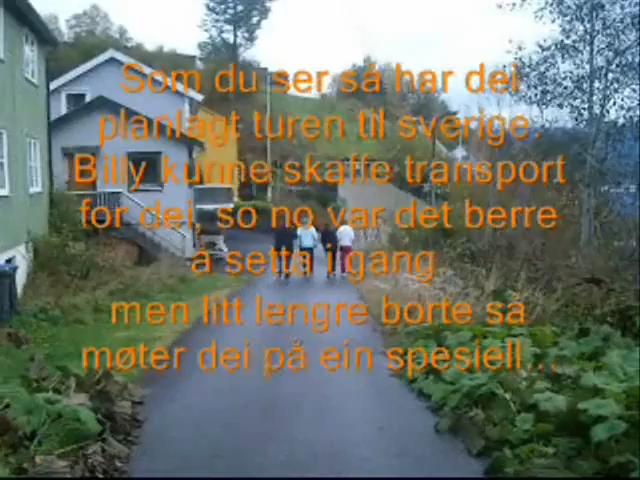 Som du ser så har dei
planlagt turen til sverige.
Billy kunne skaffe transport
for dei, so no var det berre
å setta i gang
men litt lengre borte så
møter dei på ein spesiell...